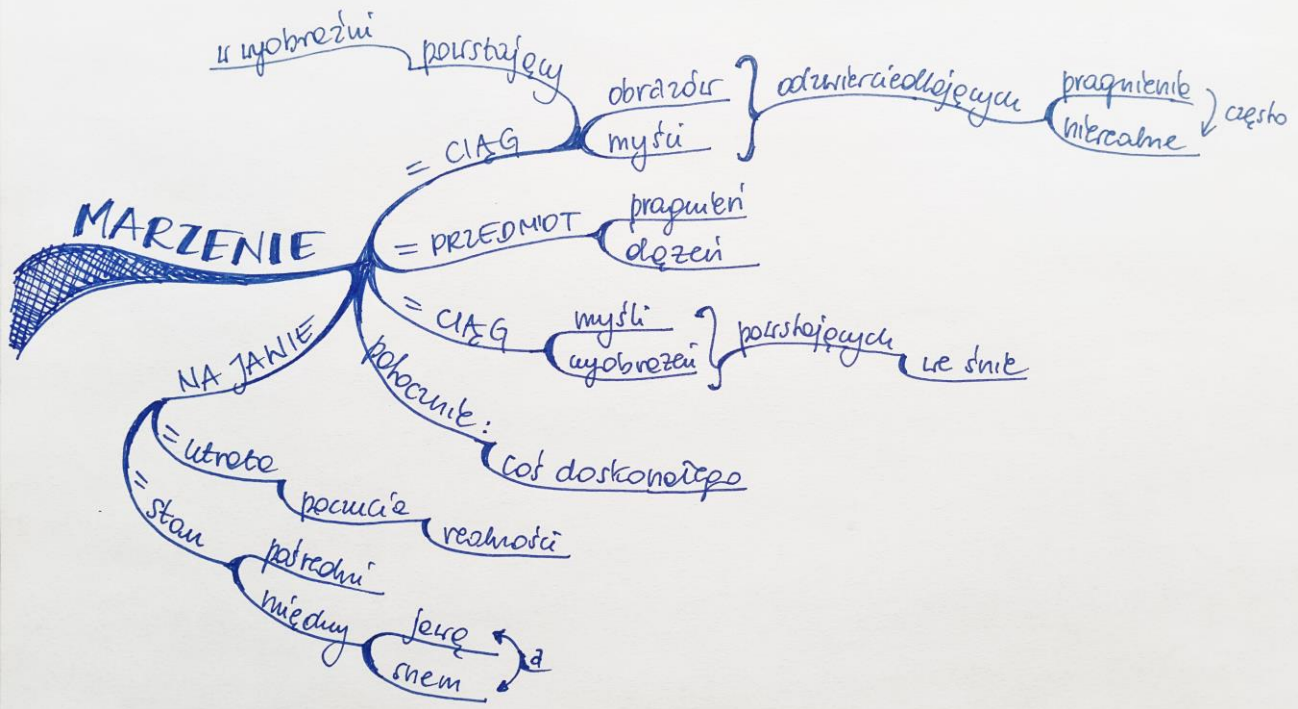 w wyobraźni
powstający
obrazów
myśli
odzwierciedlających
pragnienie
nierealne
często
= CIĄG
MARZENIE
= PRZEDMIOT
pragnień
dążeń
= CIĄG
myśli
wyobrażeń
powstających
we śnie
NA JAWIE
potocznie:
coś doskonałego
= utrata
poczucia
realności
= stan
pośredni
między
jawą
a
snem